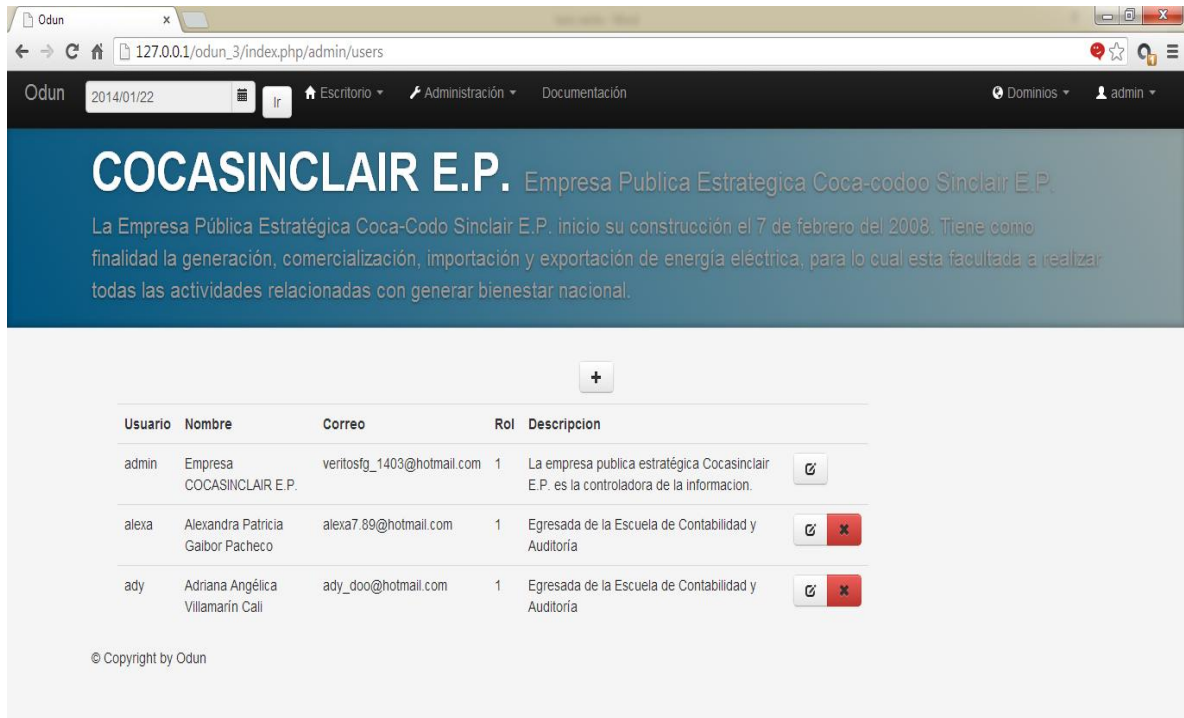 Odun
127.0.0.1/odun_3/index.php/admin/users
Odun 2014/01/22 Ir Escritorio Administración Documentación Dominios admin
COCASINCLAIR E.P. Empresa Publica Estrategica Coca-codoo Sinclair E.P.
La Empresa Pública Estratégica Coca-Codo Sinclair E.P. inicio su construcción el 7 de febrero del 2008. Tiene como
finalidad la generación, comercialización, importación y exportación de energía eléctrica, para lo cual esta facultada a realizar
todas las actividades relacionadas con generar bienestar nacional.
Usuario Nombre Correo Rol Descripcion
admin Empresa veritosfg_1403@hotmail.com 1 La empresa publica estratégica Cocasinclair
COCASINCLAIR E.P. E.P. es la controladora de la informacion.
alexa Alexandra Patricia alexa7.89@hotmail.com 1 Egresada de la Escuela de Contabilidad y
Gaibor Pacheco Auditoría
ady Adriana Angélica ady_doo@hotmail.com 1 Egresada de la Escuela de Contabilidad y
Villamarín Cali Auditoría
© Copyright by Odun